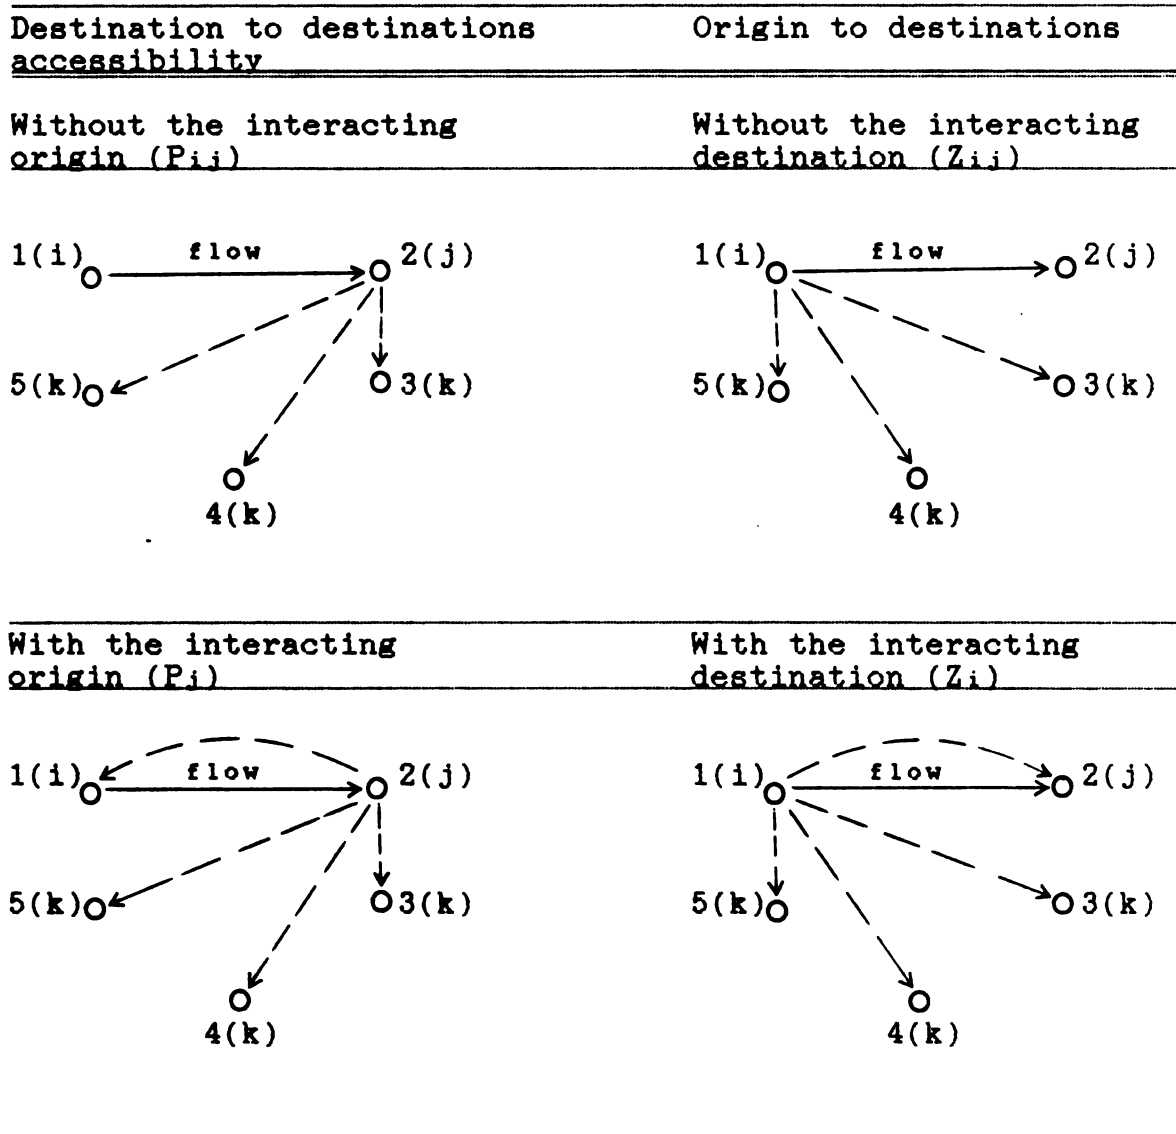 Destination to destinations
accessibility
Origin to destinations
Without the interacting
origin (Pij)
Without the interacting
destination (Zij)
1(i) flow 2(j)
5(k) 3(k)
4(k)
1(i) flow 2(j)
5(k) 3(k)
4(k)
With the interacting
origin (Pj)
With the interacting
destination (Zi)
1(i) flow 2(j)
5(k) 3(k)
4(k)
1(i) flow 2(j)
5(k) 3(k)
4(k)